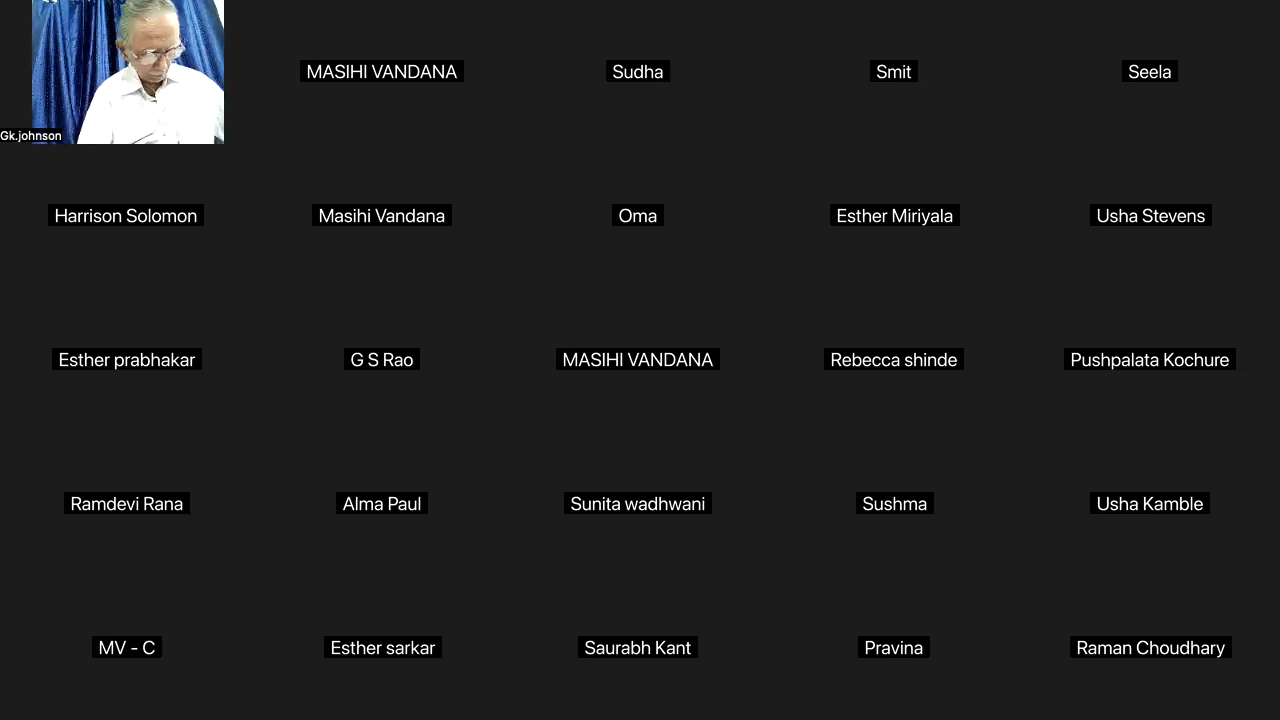 Gk.johnson
MASIHI VANDANA
Sudha
Smit
Seela
Harrison Solomon
Masihi Vandana
Oma
Esther Miriyala
Usha Stevens
Esther prabhakar
G S Rao
MASIHI VANDANA
Rebecca shinde
Pushpalata Kochure
Ramdevi Rana
Alma Paul
Sunita wadhwani
Sushma
Usha Kamble
MV - C
Esther sarkar
Saurabh Kant
Pravina
Raman Choudhary